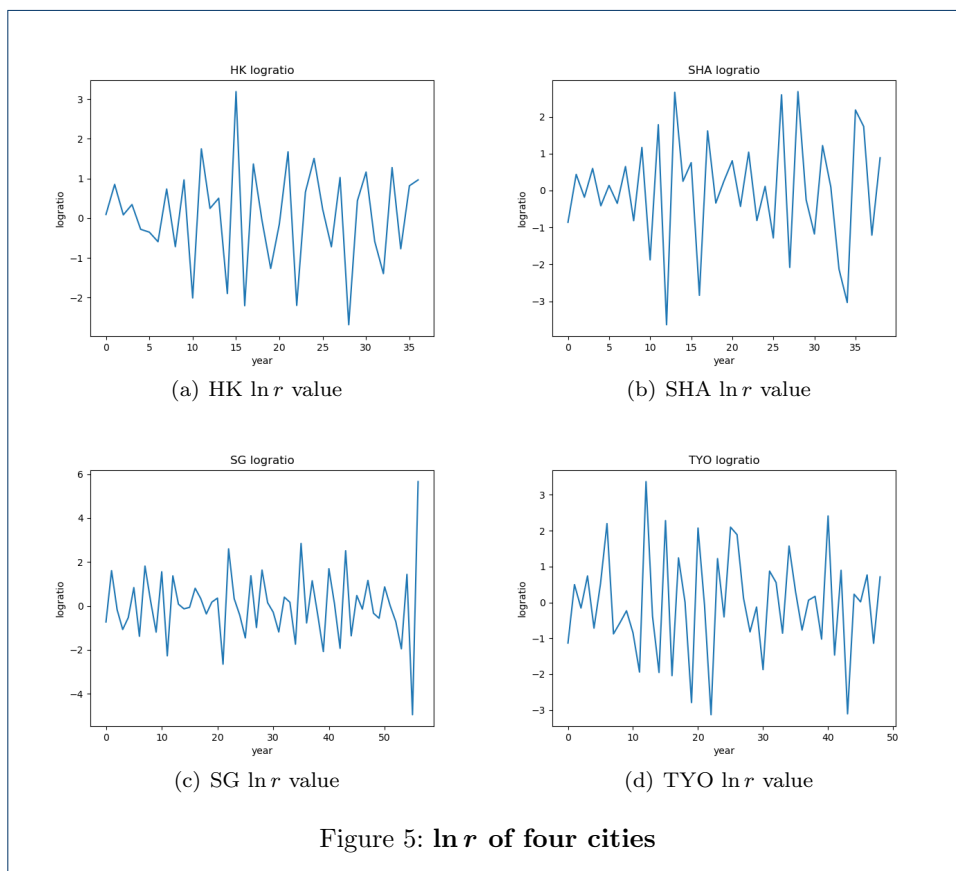 HK logratio
3
2
1
0
−1
−2
logratio
0 5 10 15 20 25 30 35
year
(a) HK ln r value
SHA logratio
2
1
0
−1
−2
−3
logratio
0 5 10 15 20 25 30 35
year
(b) SHA ln r value
SG logratio
6
4
2
0
−2
−4
logratio
0 10 20 30 40 50
year
(c) SG ln r value
TYO logratio
3
2
1
0
−1
−2
−3
logratio
0 10 20 30 40 50
year
(d) TYO ln r value
Figure 5: ln r of four cities